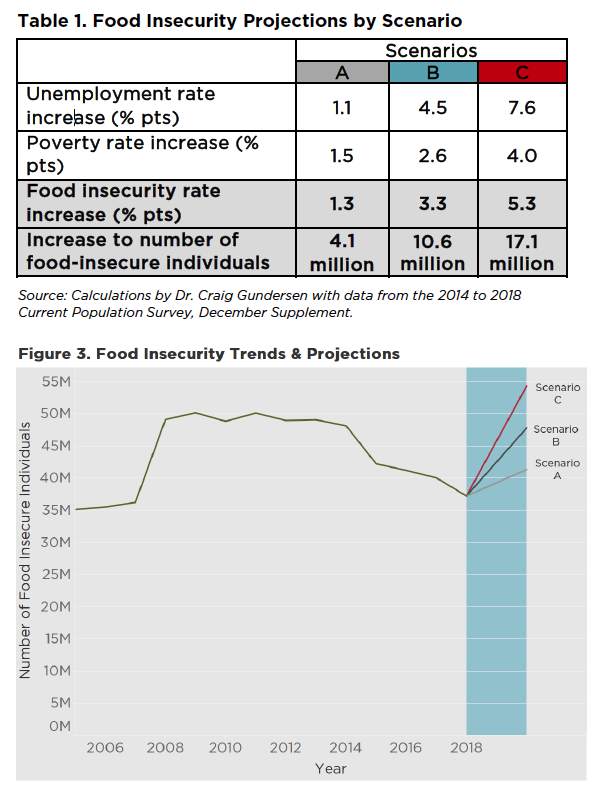 Table 1. Food Insecurity Projections by Scenario
Scenarios
A B C
Unemployment rate
increase (% pts) 1.1 4.5 7.6
Poverty rate increase (%
pts) 1.5 2.6 4.0
Food insecurity rate
increase (% pts) 1.3 3.3 5.3
Increase to number of
food-insecure individuals 4.1 million 10.6 million 17.1 million
Source: Calculations by Dr. Craig Gundersen with data from the 2014 to 2018
Current Population Survey, December Supplement.
Figure 3. Food Insecurity Trends & Projections
Number of Food Insecure Individuals
55M
50M
45M
40M
35M
30M
25M
20M
15M
10M
5M
0M
Scenario
C
Scenario
B
Scenario
A
2006 2008 2010 2012 2014 2016 2018
Year